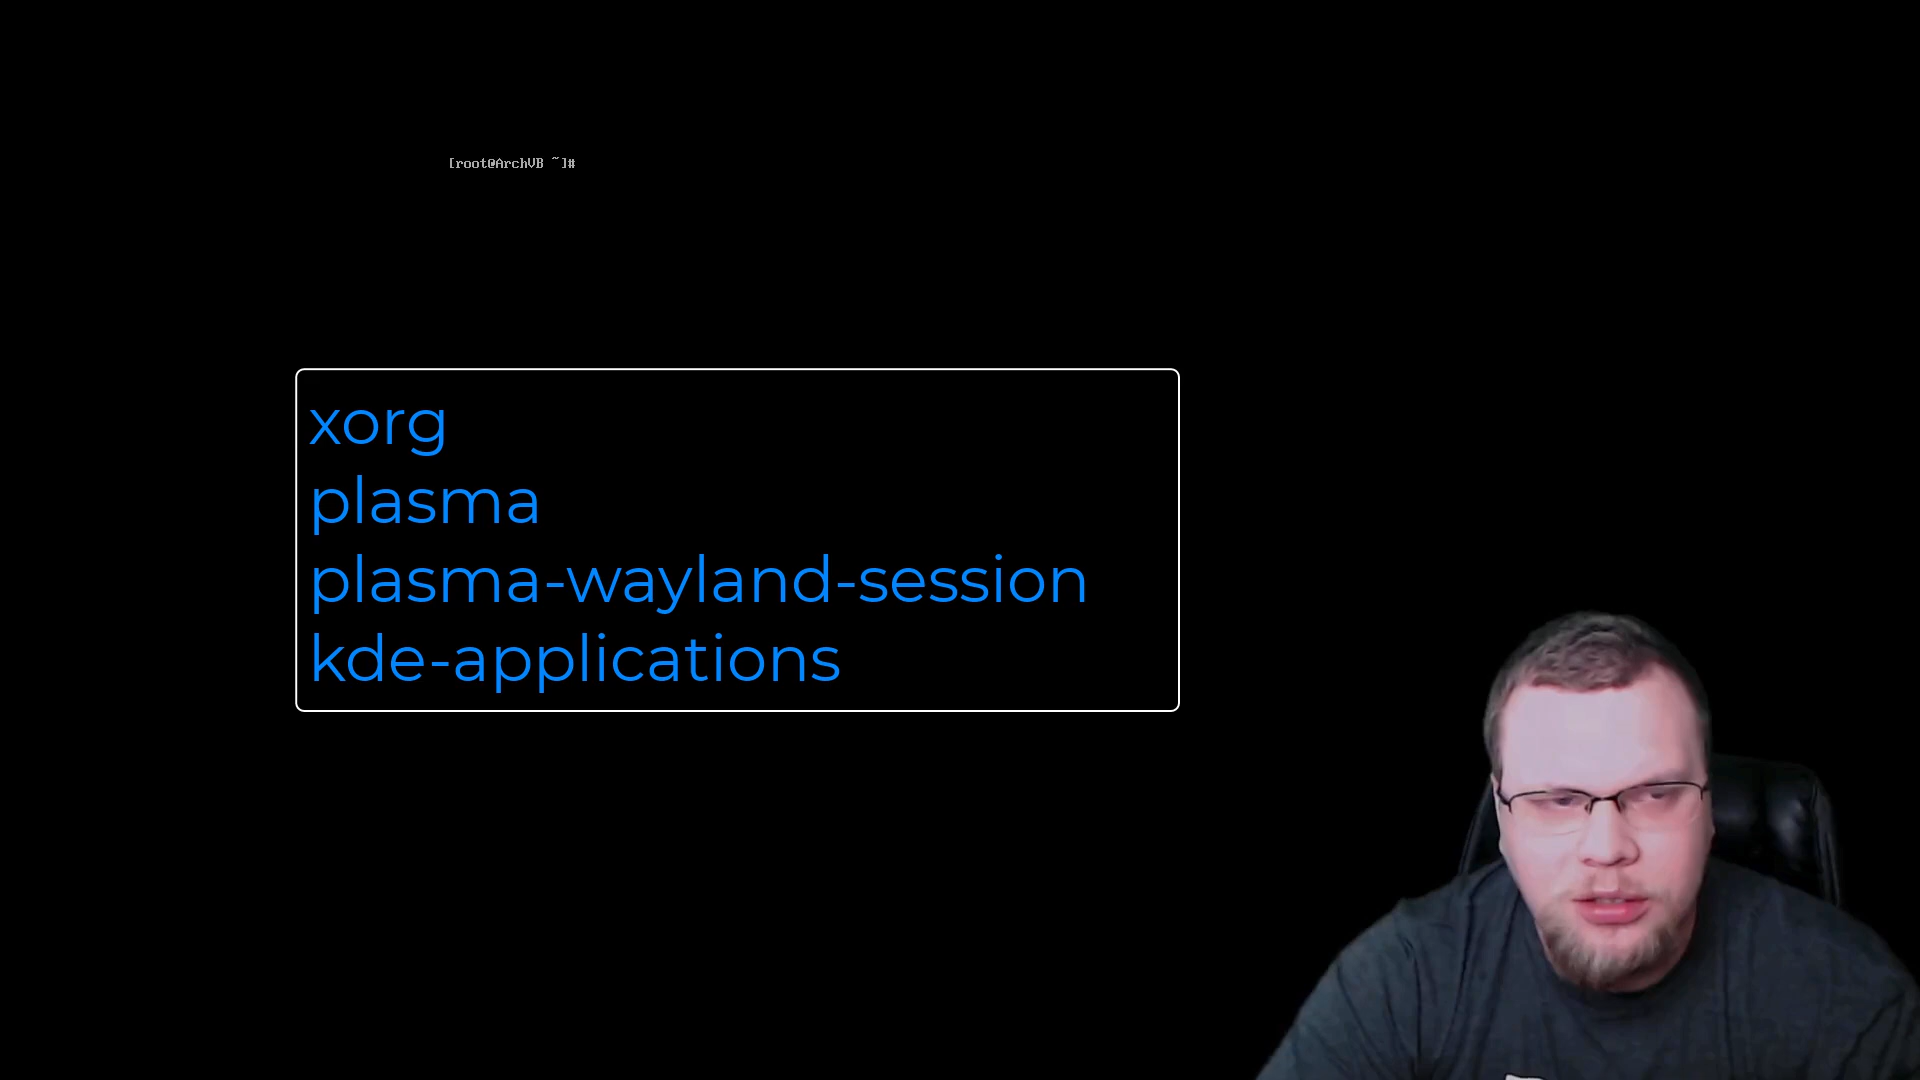 [root@ArchVB ~]#
xorg
plasma
plasma-wayland-session
kde-applications